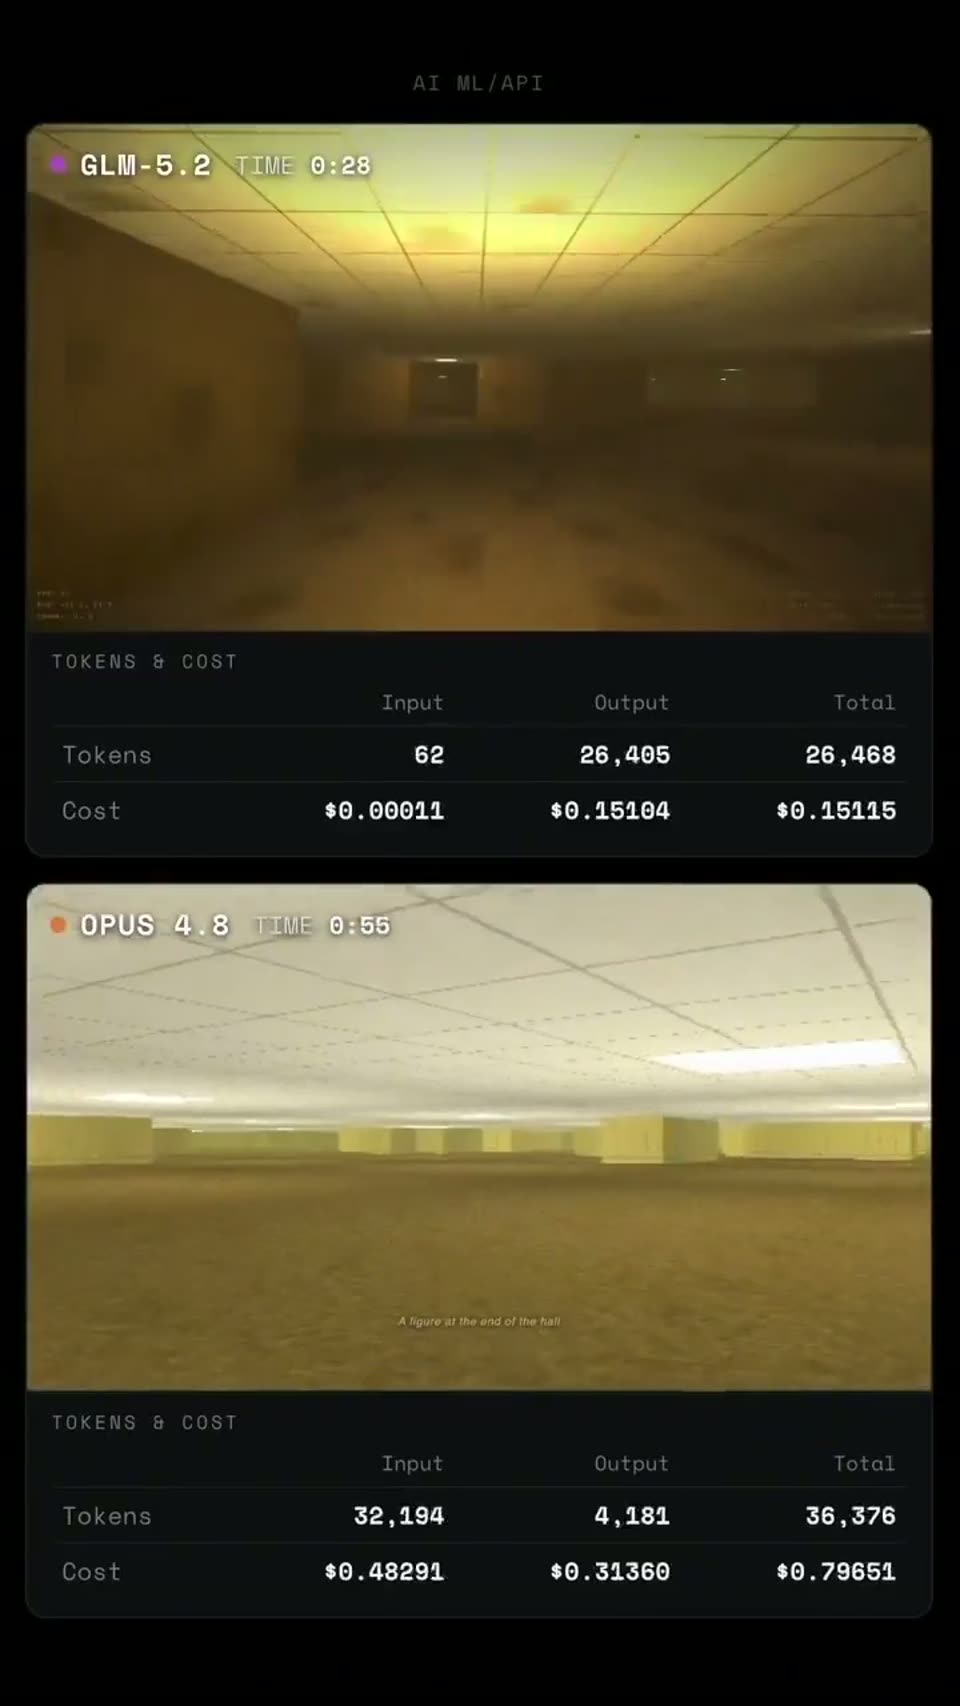 AI ML/API
GLM-5.2 TIME 0:28
TOKENS & COST
Input Output Total
Tokens 62 26,405 26,468
Cost $0.00011 $0.15104 $0.15115
OPUS 4.8 TIME 0:55
A figure at the end of the hall
TOKENS & COST
Input Output Total
Tokens 32,194 4,181 36,376
Cost $0.48291 $0.31360 $0.79651